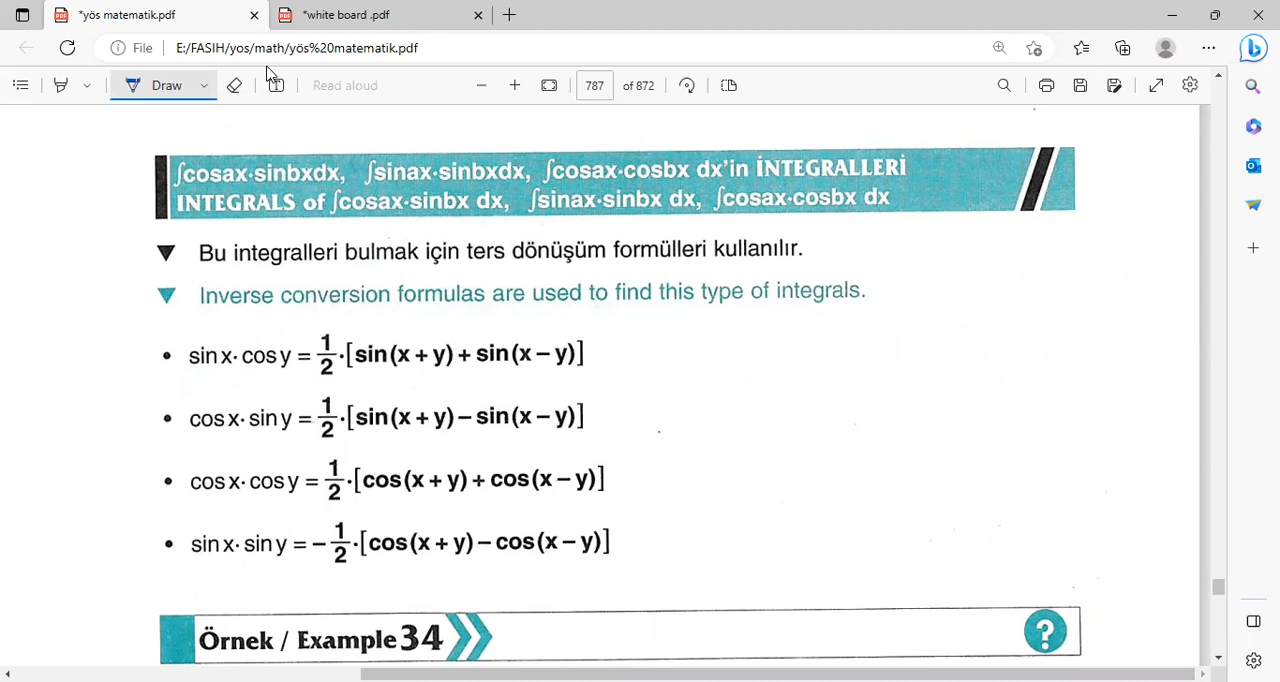 *yös matematik.pdf
*white board .pdf
File
E:/FASIH/yos/math/yös%20matematik.pdf
Draw
Read aloud
787 of 872
∫cosax·sinbxdx, ∫sinax·sinbxdx, ∫cosax·cosbx dx'in İNTEGRALLERİ
INTEGRALS of ∫cosax·sinbx dx, ∫sinax·sinbx dx, ∫cosax·cosbx dx
▼ Bu integralleri bulmak için ters dönüşüm formülleri kullanılır.
▼ Inverse conversion formulas are used to find this type of integrals.
• sin x · cos y = 1/2 · [sin(x + y) + sin(x − y)]
• cos x · sin y = 1/2 · [sin(x + y) − sin(x − y)]
• cos x · cos y = 1/2 · [cos(x + y) + cos(x − y)]
• sin x · sin y = − 1/2 · [cos(x + y) − cos(x − y)]
Örnek / Example 34
?